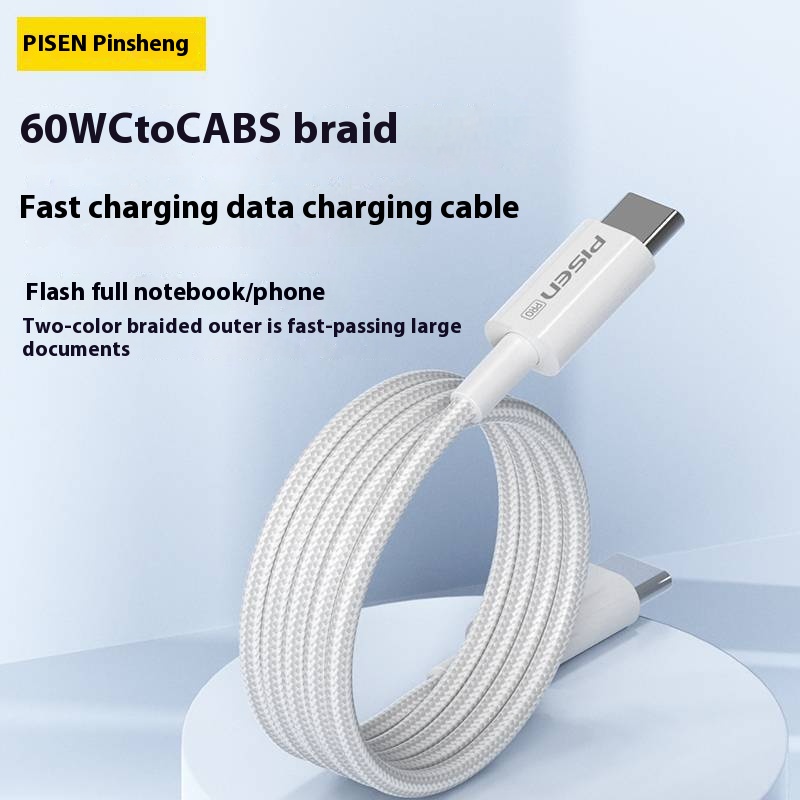 PISEN Pinsheng
60WCtoCABS braid
Fast charging data charging cable
Flash full notebook/phone
Two-color braided outer is fast-passing large
documents
PISEN
PRO